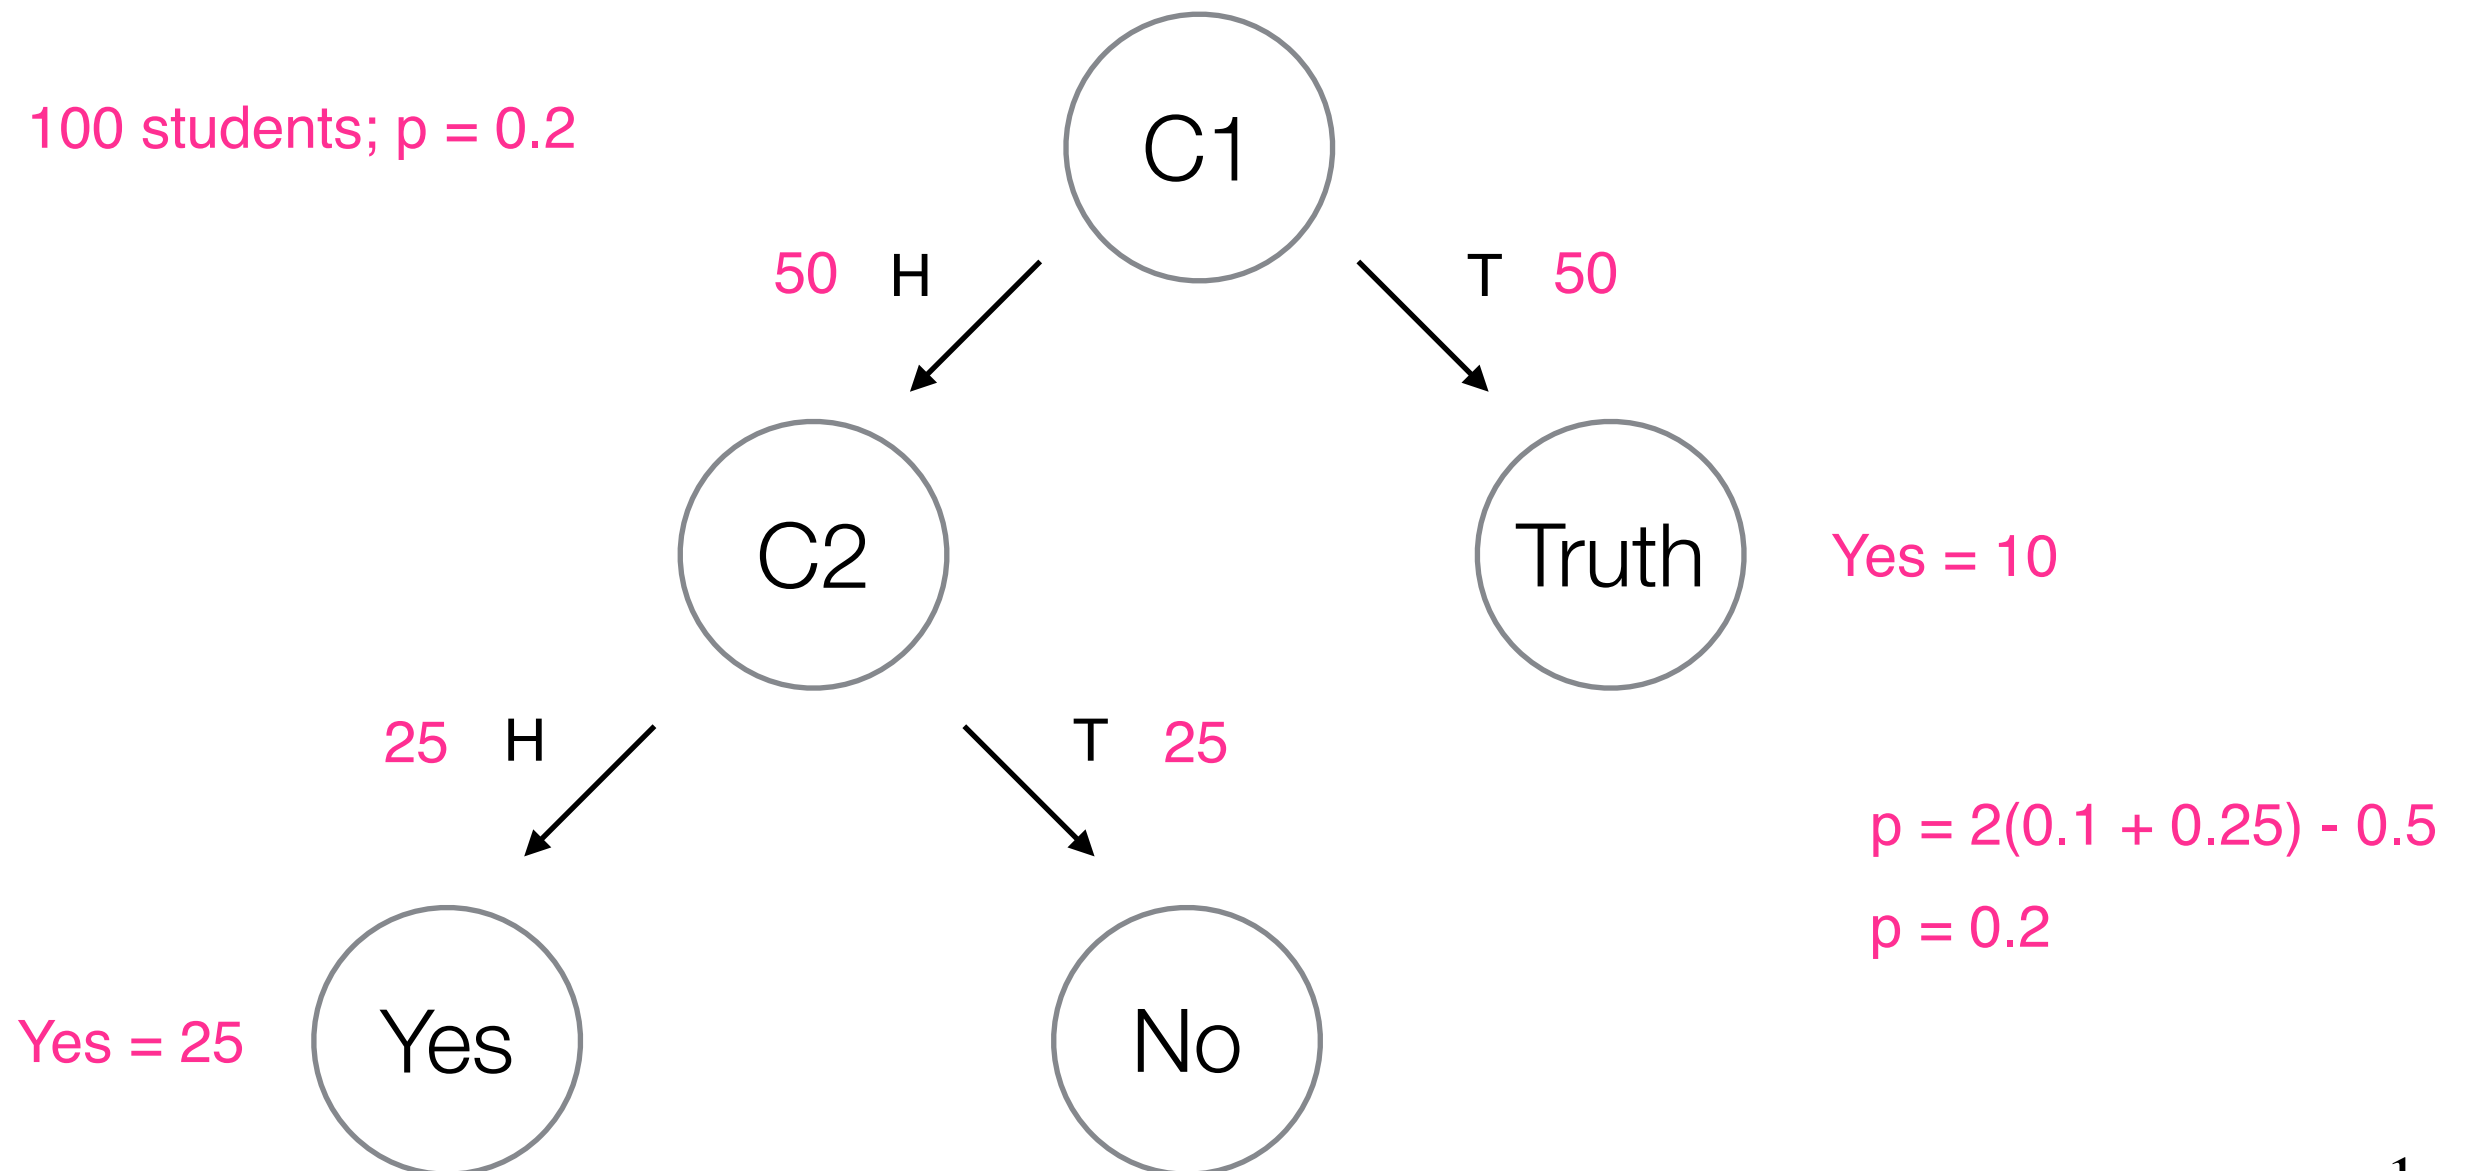 C1
100 students; p = 0.2
50 H
T 50
C2
Truth
Yes = 10
25 H
T 25
p = 2(0.1 + 0.25) - 0.5
p = 0.2
Yes = 25
Yes
No